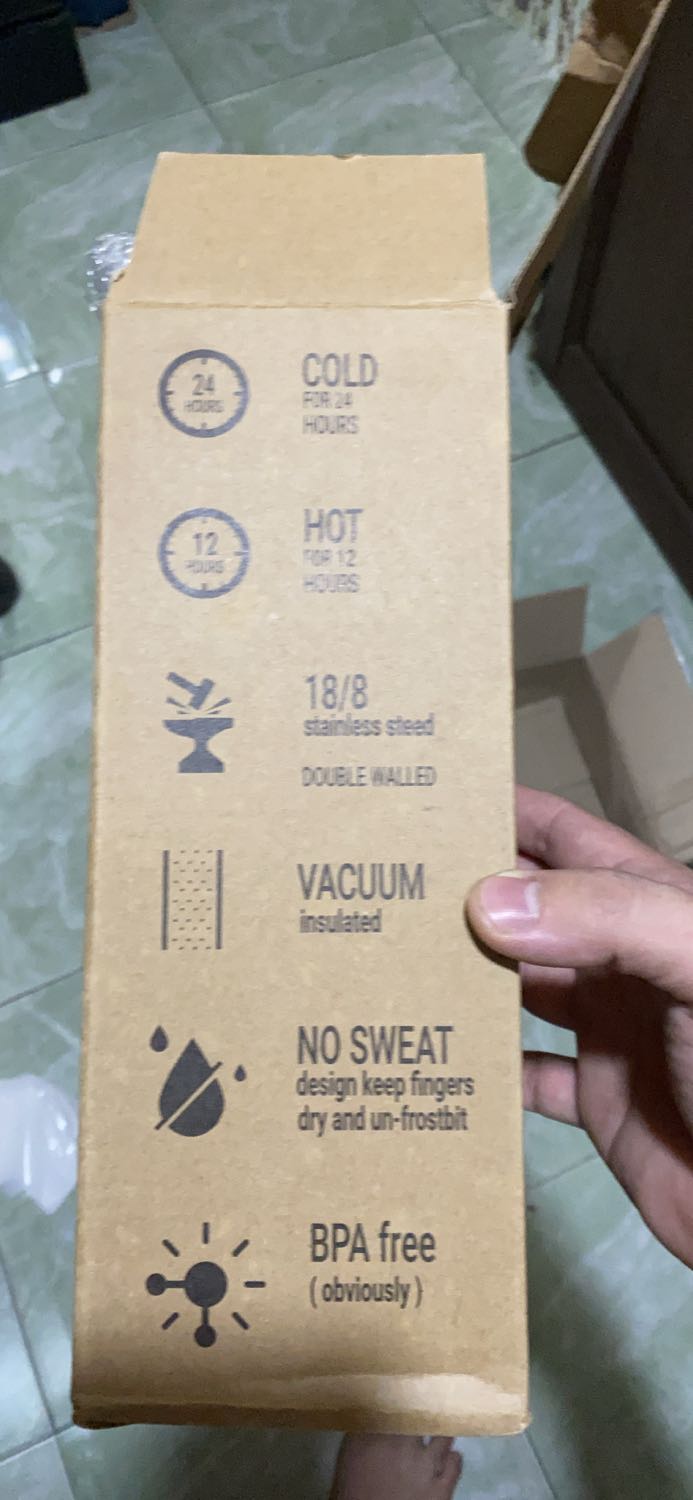 24
HOURS
COLD
FOR 24
HOURS
12
HOURS
HOT
FOR 12
HOURS
18/8
stainless steed
DOUBLE WALLED
VACUUM
insulated
NO SWEAT
design keep fingers
dry and un-frostbit
BPA free
( obviously )